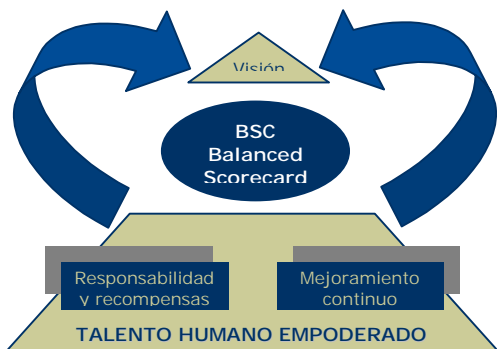 Visión
BSC
Balanced
Scorecard
Responsabilidad
y recompensas
Mejoramiento
continuo
TALENTO HUMANO EMPODERADO